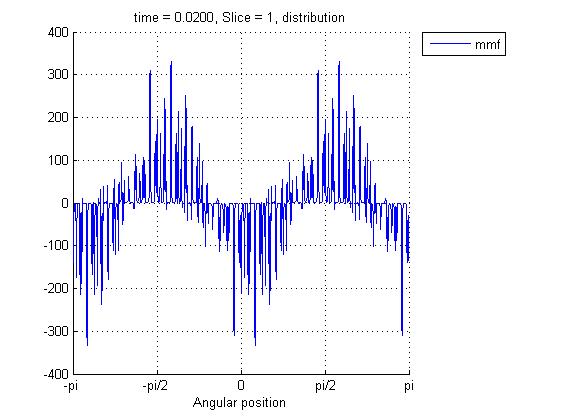 time = 0.0200, Slice = 1, distribution
mmf
400
300
200
100
0
-100
-200
-300
-400
-pi -pi/2 0 pi/2 pi
Angular position